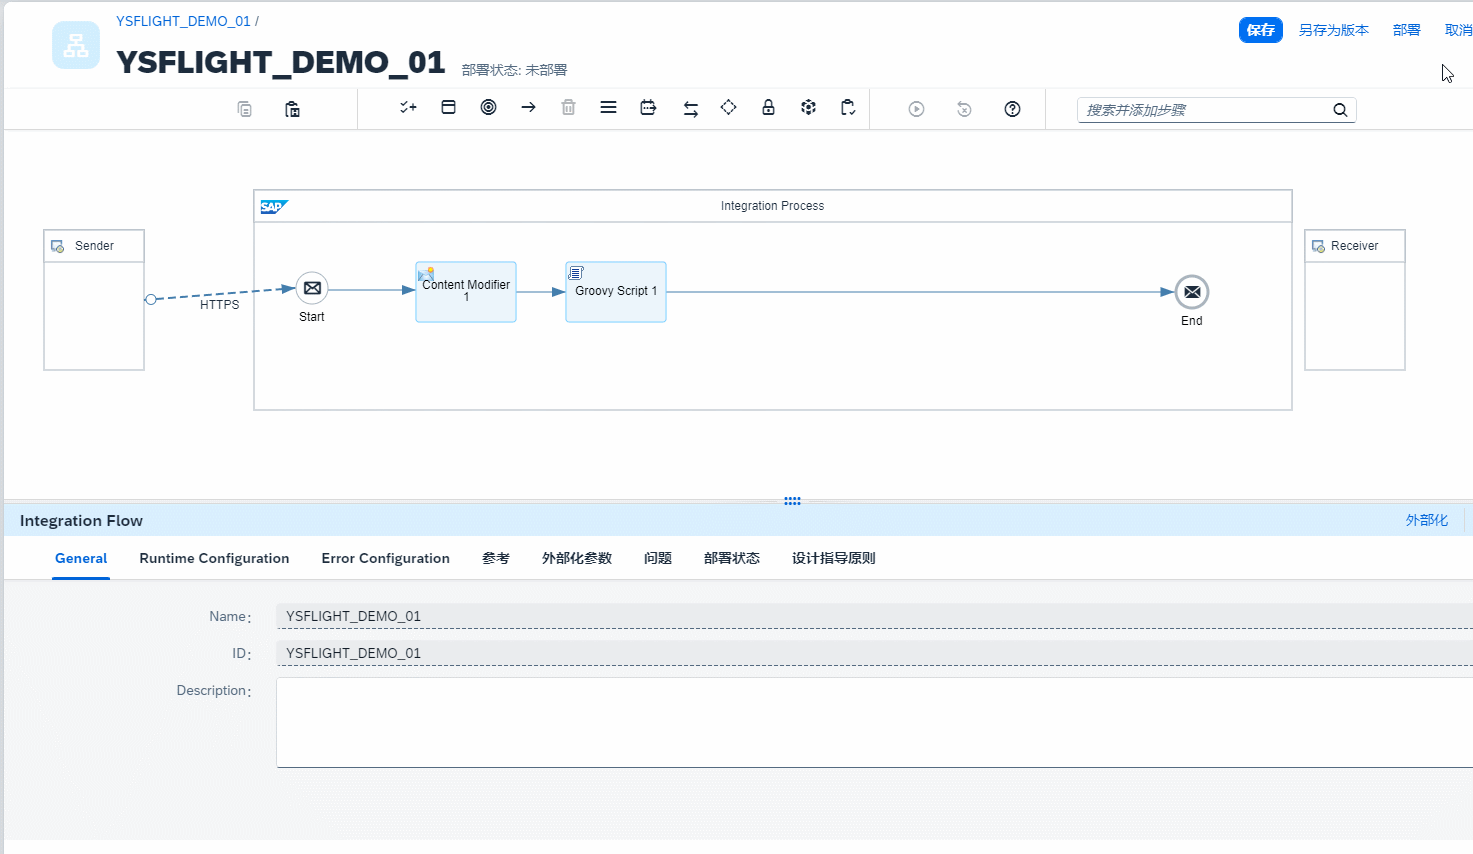 YSFLIGHT_DEMO_01 /
YSFLIGHT_DEMO_01 部署状态: 未部署
保存 另存为版本 部署 取消
搜索并添加步骤
SAP Integration Process
Sender
HTTPS
Start
Content Modifier
1
Groovy Script 1
End
Receiver
Integration Flow 外部化
General Runtime Configuration Error Configuration 参考 外部化参数 问题 部署状态 设计指导原则
Name: YSFLIGHT_DEMO_01
ID: YSFLIGHT_DEMO_01
Description: